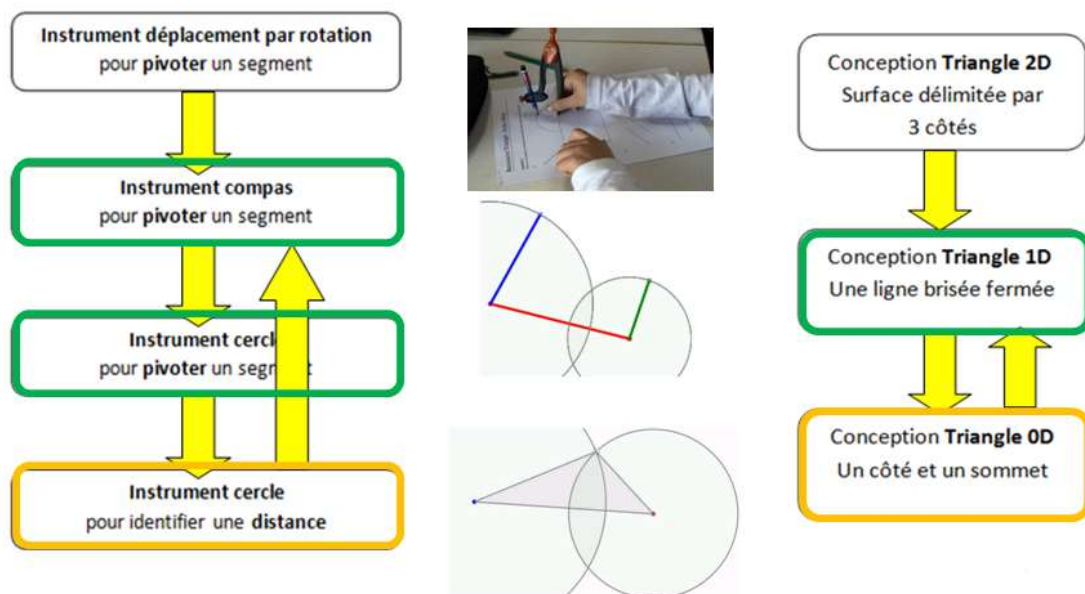 Instrument déplacement par rotation
pour pivoter un segment
Instrument compas
pour pivoter un segment
Instrument cercle
pour pivoter un segment
Instrument cercle
pour identifier une distance
Conception Triangle 2D
Surface délimitée par
3 côtés
Conception Triangle 1D
Une ligne brisée fermée
Conception Triangle 0D
Un côté et un sommet